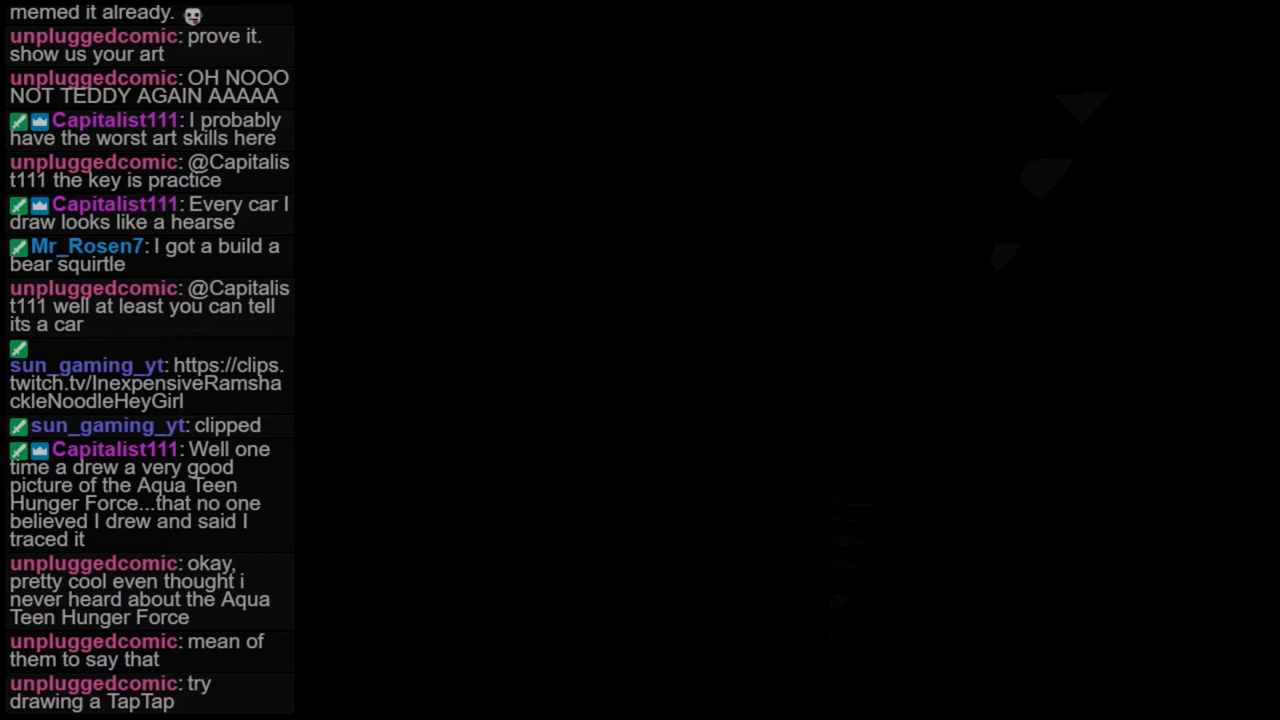 memed it already.
unpluggedcomic: prove it.
show us your art
unpluggedcomic: OH NOOO
NOT TEDDY AGAIN AAAAA
Capitalist111: I probably
have the worst art skills here
unpluggedcomic: @Capitalis
t111 the key is practice
Capitalist111: Every car I
draw looks like a hearse
Mr_Rosen7: I got a build a
bear squirtle
unpluggedcomic: @Capitalis
t111 well at least you can tell
its a car
sun_gaming_yt: https://clips.
twitch.tv/InexpensiveRamsha
ckleNoodleHeyGirl
sun_gaming_yt: clipped
Capitalist111: Well one
time a drew a very good
picture of the Aqua Teen
Hunger Force...that no one
believed I drew and said I
traced it
unpluggedcomic: okay,
pretty cool even thought i
never heard about the Aqua
Teen Hunger Force
unpluggedcomic: mean of
them to say that
unpluggedcomic: try
drawing a TapTap